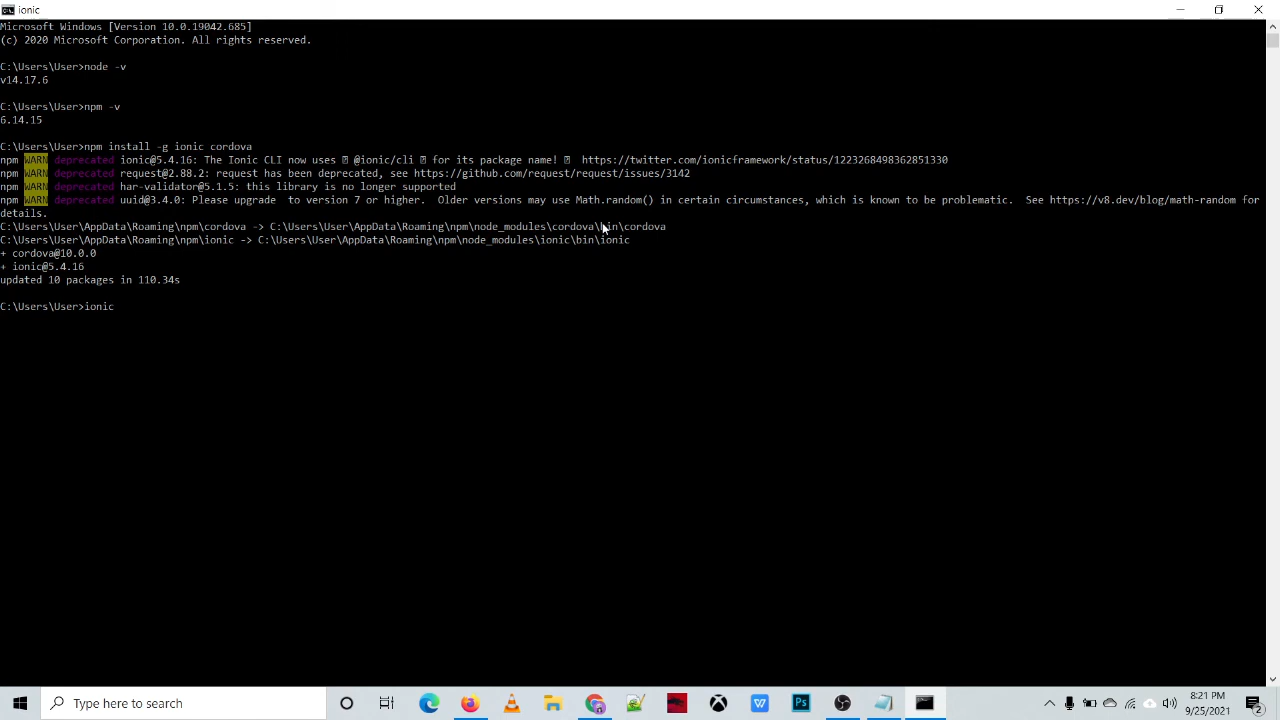 ionic
Microsoft Windows [Version 10.0.19042.685]
(c) 2020 Microsoft Corporation. All rights reserved.
C:\Users\User>node -v
v14.17.6
C:\Users\User>npm -v
6.14.15
C:\Users\User>npm install -g ionic cordova
npm WARN deprecated ionic@5.4.16: The Ionic CLI now uses @ionic/cli for its package name! https://twitter.com/ionicframework/status/1223268498362851330
npm WARN deprecated request@2.88.2: request has been deprecated, see https://github.com/request/request/issues/3142
npm WARN deprecated har-validator@5.1.5: this library is no longer supported
npm WARN deprecated uuid@3.4.0: Please upgrade  to version 7 or higher.  Older versions may use Math.random() in certain circumstances, which is known to be problematic.  See https://v8.dev/blog/math-random for
details.
C:\Users\User\AppData\Roaming\npm\cordova -> C:\Users\User\AppData\Roaming\npm\node_modules\cordova\bin\cordova
C:\Users\User\AppData\Roaming\npm\ionic -> C:\Users\User\AppData\Roaming\npm\node_modules\ionic\bin\ionic
+ cordova@10.0.0
+ ionic@5.4.16
updated 10 packages in 110.34s
C:\Users\User>ionic
Type here to search
Ps
W
8:21 PM
9/25/2021
2